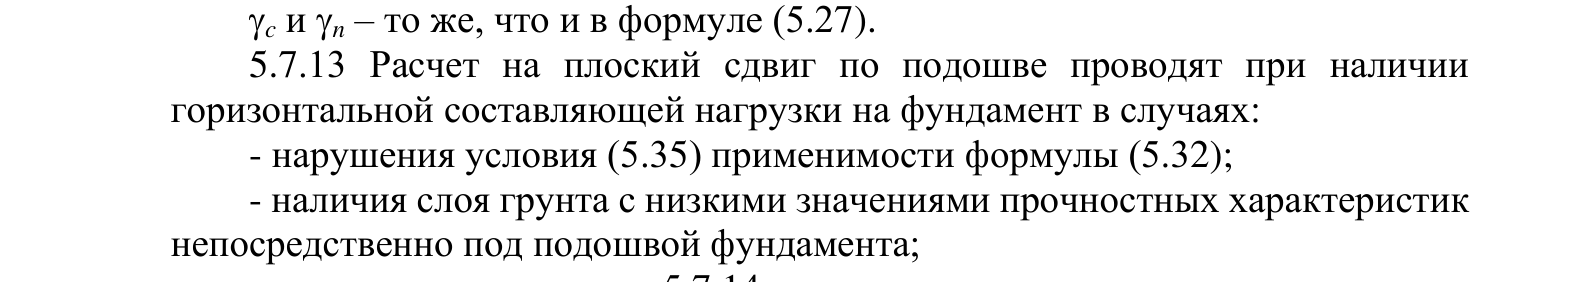 γc и γn – то же, что и в формуле (5.27).
5.7.13 Расчет на плоский сдвиг по подошве проводят при наличии
горизонтальной составляющей нагрузки на фундамент в случаях:
- нарушения условия (5.35) применимости формулы (5.32);
- наличия слоя грунта с низкими значениями прочностных характеристик
непосредственно под подошвой фундамента;